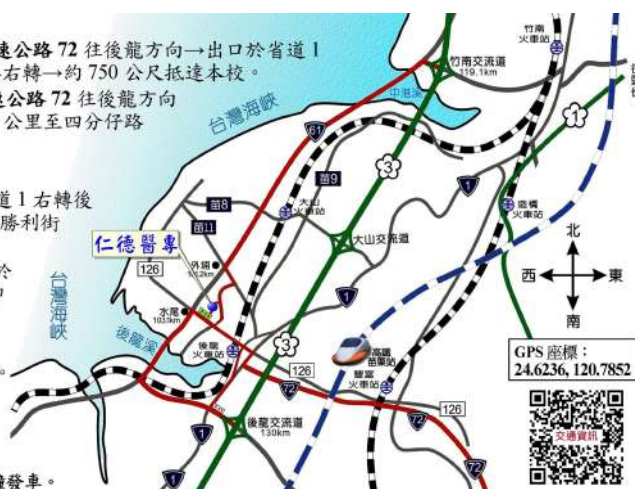 速公路 72 往後龍方向→出口於省道 1
右轉→約 750 公尺抵達本校。
速公路 72 往後龍方向
公里至四分仔路
道 1 右轉後
勝利街
於
。
發車。
竹南
火車站
竹南交流道
119.1km
中港溪
台灣海峽
61
1
3
苗9
1
苗8
大山
火車站
造橋
火車站
苗11
大山交流道
仁德醫專
北
西
東
南
外埔
126
台灣海峽
1
水尾
103.1km
後龍溪
後龍
火車站
3
高鐵
苗栗站
豐富
火車站
126
72
126
GPS 座標：
24.6236, 120.7852
交通資訊
後龍交流道
130km
1
72
1
72